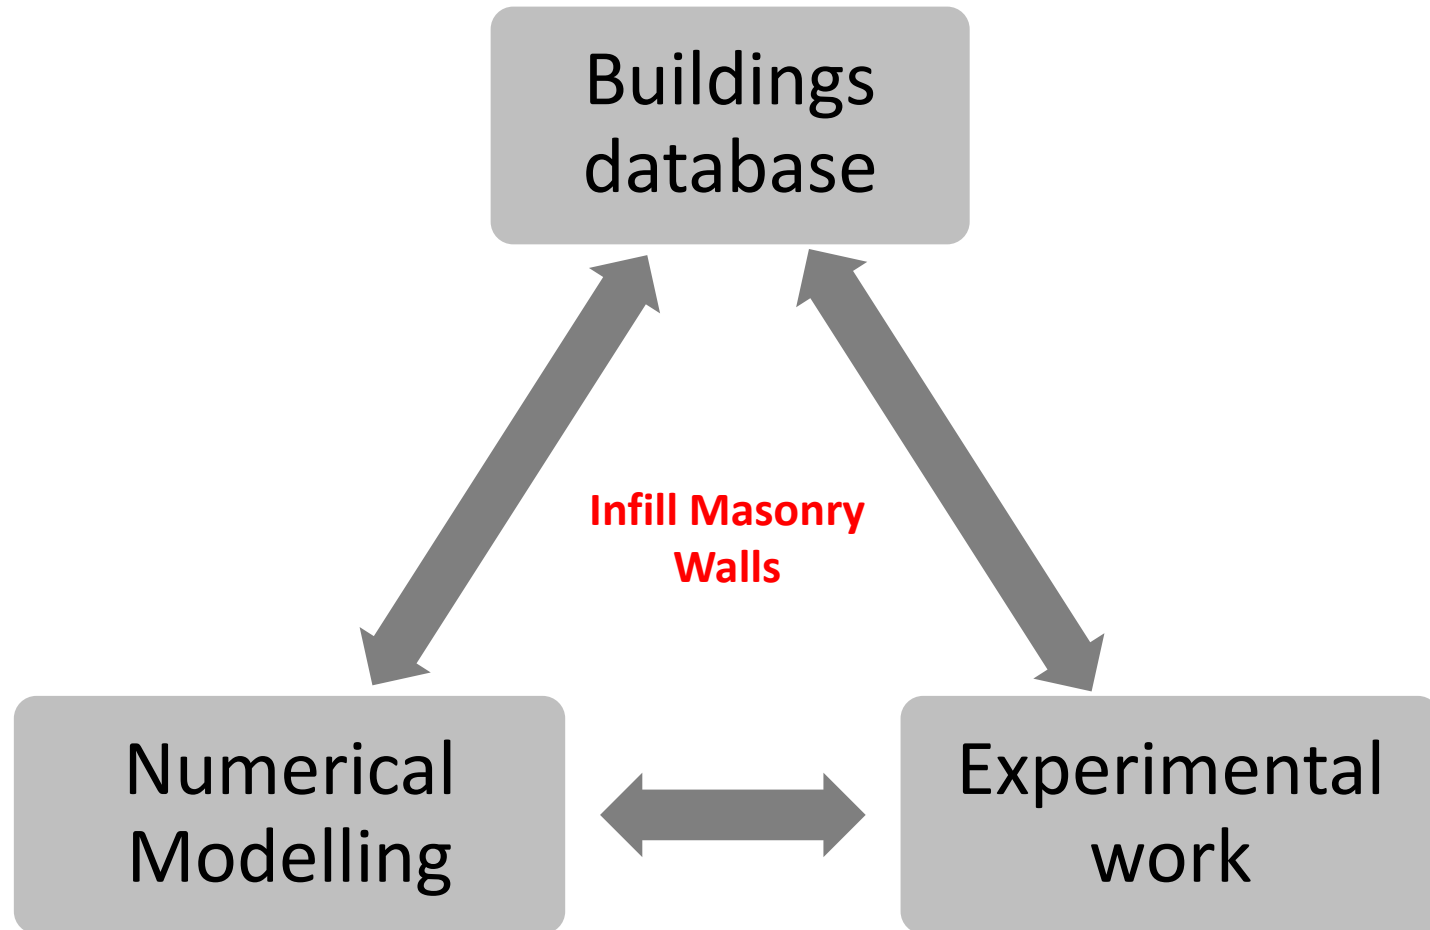 Buildings
database
Infill Masonry
Walls
Numerical
Modelling
Experimental
work